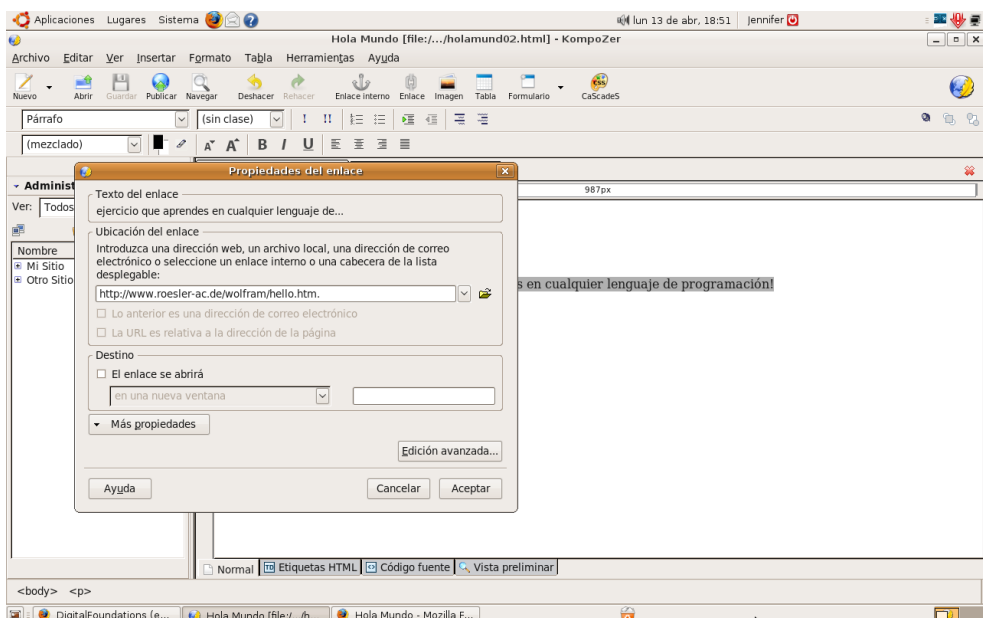 Aplicaciones Lugares Sistema lun 13 de abr, 18:51 Jennifer
Hola Mundo [file:/.../holamund02.html] - KompoZer
Archivo Editar Ver Insertar Formato Tabla Herramientas Ayuda
Nuevo Abrir Guardar Publicar Navegar Deshacer Rehacer Enlace interno Enlace Imagen Tabla Formulario CaScadeS
Párrafo (sin clase) ! !!
(mezclado) A A B I U
Propiedades del enlace
Administ
987px
Ver: Todos
Nombre
Mi Sitio
Otro Sitio
Texto del enlace
ejercicio que aprendes en cualquier lenguaje de...
Ubicación del enlace
Introduzca una dirección web, un archivo local, una dirección de correo
electrónico o seleccione un enlace interno o una cabecera de la lista
desplegable:
http://www.roesler-ac.de/wolfram/hello.htm.
s en cualquier lenguaje de programación!
Lo anterior es una dirección de correo electrónico
La URL es relativa a la dirección de la página
Destino
El enlace se abrirá
en una nueva ventana
Más propiedades
Edición avanzada...
Ayuda Cancelar Aceptar
Normal TD Etiquetas HTML Código fuente Vista preliminar
<body> <p>
DigitalFoundations (e... Hola Mundo [file:/.../h... Hola Mundo - Mozilla F...